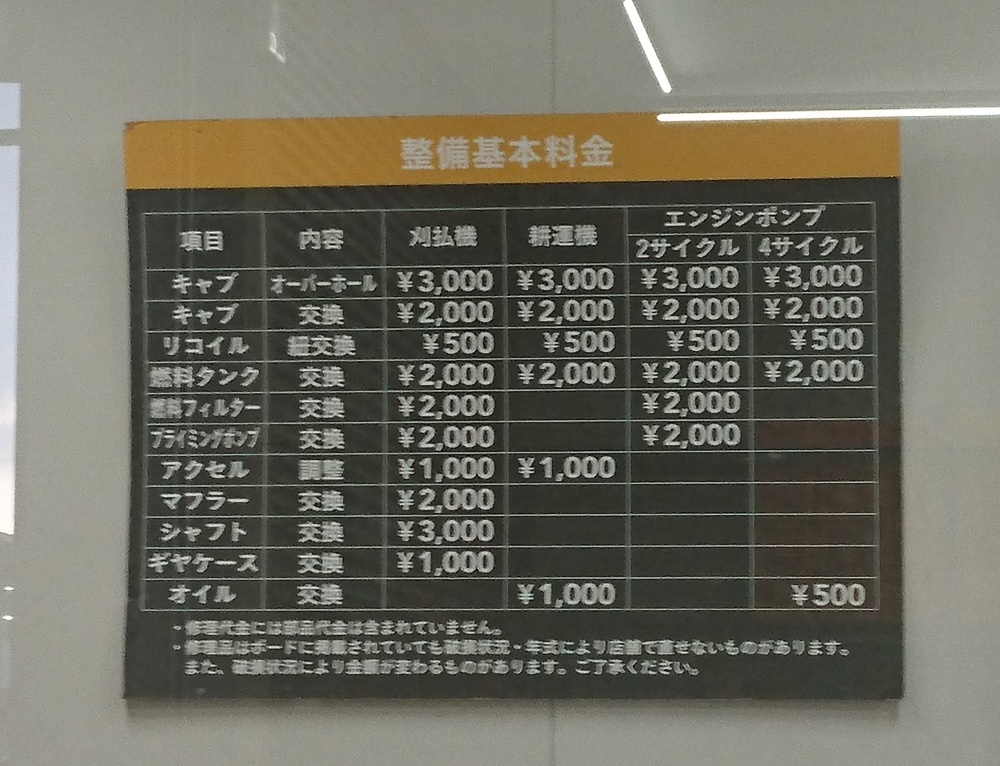 整備基本料金
エンジンポンプ
項目 内容 刈払機 耕運機 2サイクル 4サイクル
キャブ オーバーホール ¥3,000 ¥3,000 ¥3,000 ¥3,000
キャブ 交換 ¥2,000 ¥2,000 ¥2,000 ¥2,000
リコイル 紐交換 ¥500 ¥500 ¥500 ¥500
燃料タンク 交換 ¥2,000 ¥2,000 ¥2,000 ¥2,000
燃料フィルター 交換 ¥2,000 ¥2,000
プライミングポンプ 交換 ¥2,000 ¥2,000
アクセル 調整 ¥1,000 ¥1,000
マフラー 交換 ¥2,000
シャフト 交換 ¥3,000
ギヤケース 交換 ¥1,000
オイル 交換 ¥1,000 ¥500
・修理代金には部品代金は含まれていません。
・修理品はボードに掲載されていても破損状況・年式により店舗で直せないものがあります。
また、破損状況により金額が変わるものがあります。ご了承ください。